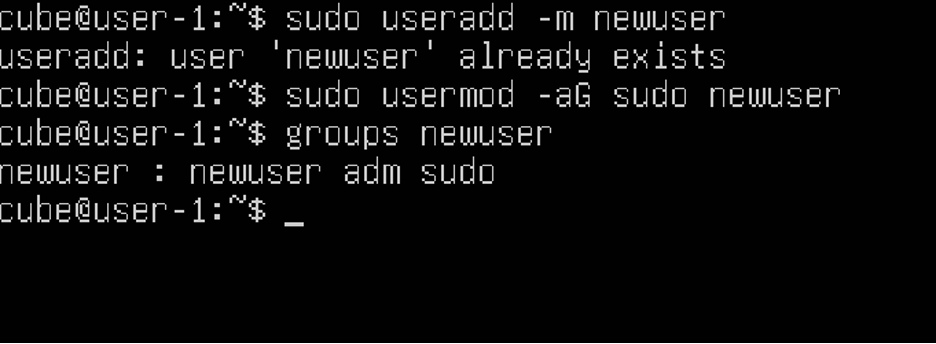 cube@user-1:~$ sudo useradd -m newuser
useradd: user 'newuser' already exists
cube@user-1:~$ sudo usermod -aG sudo newuser
cube@user-1:~$ groups newuser
newuser : newuser adm sudo
cube@user-1:~$ _